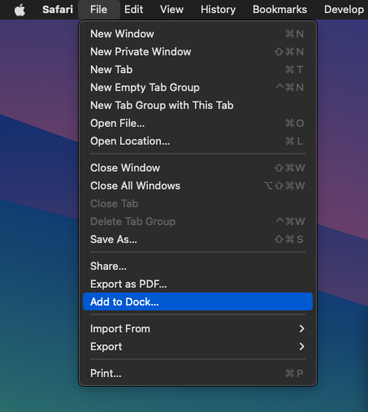 Safari File Edit View History Bookmarks Develop
New Window ⌘N
New Private Window ⇧⌘N
New Tab ⌘T
New Empty Tab Group ^⌘N
New Tab Group with This Tab
Open File... ⌘O
Open Location... ⌘L
Close Window ⇧⌘W
Close All Windows ⌥⇧⌘W
Close Tab
Delete Tab Group ^⌘W
Save As... ⇧⌘S
Share...
Export as PDF...
Add to Dock...
Import From >
Export >
Print... ⌘P